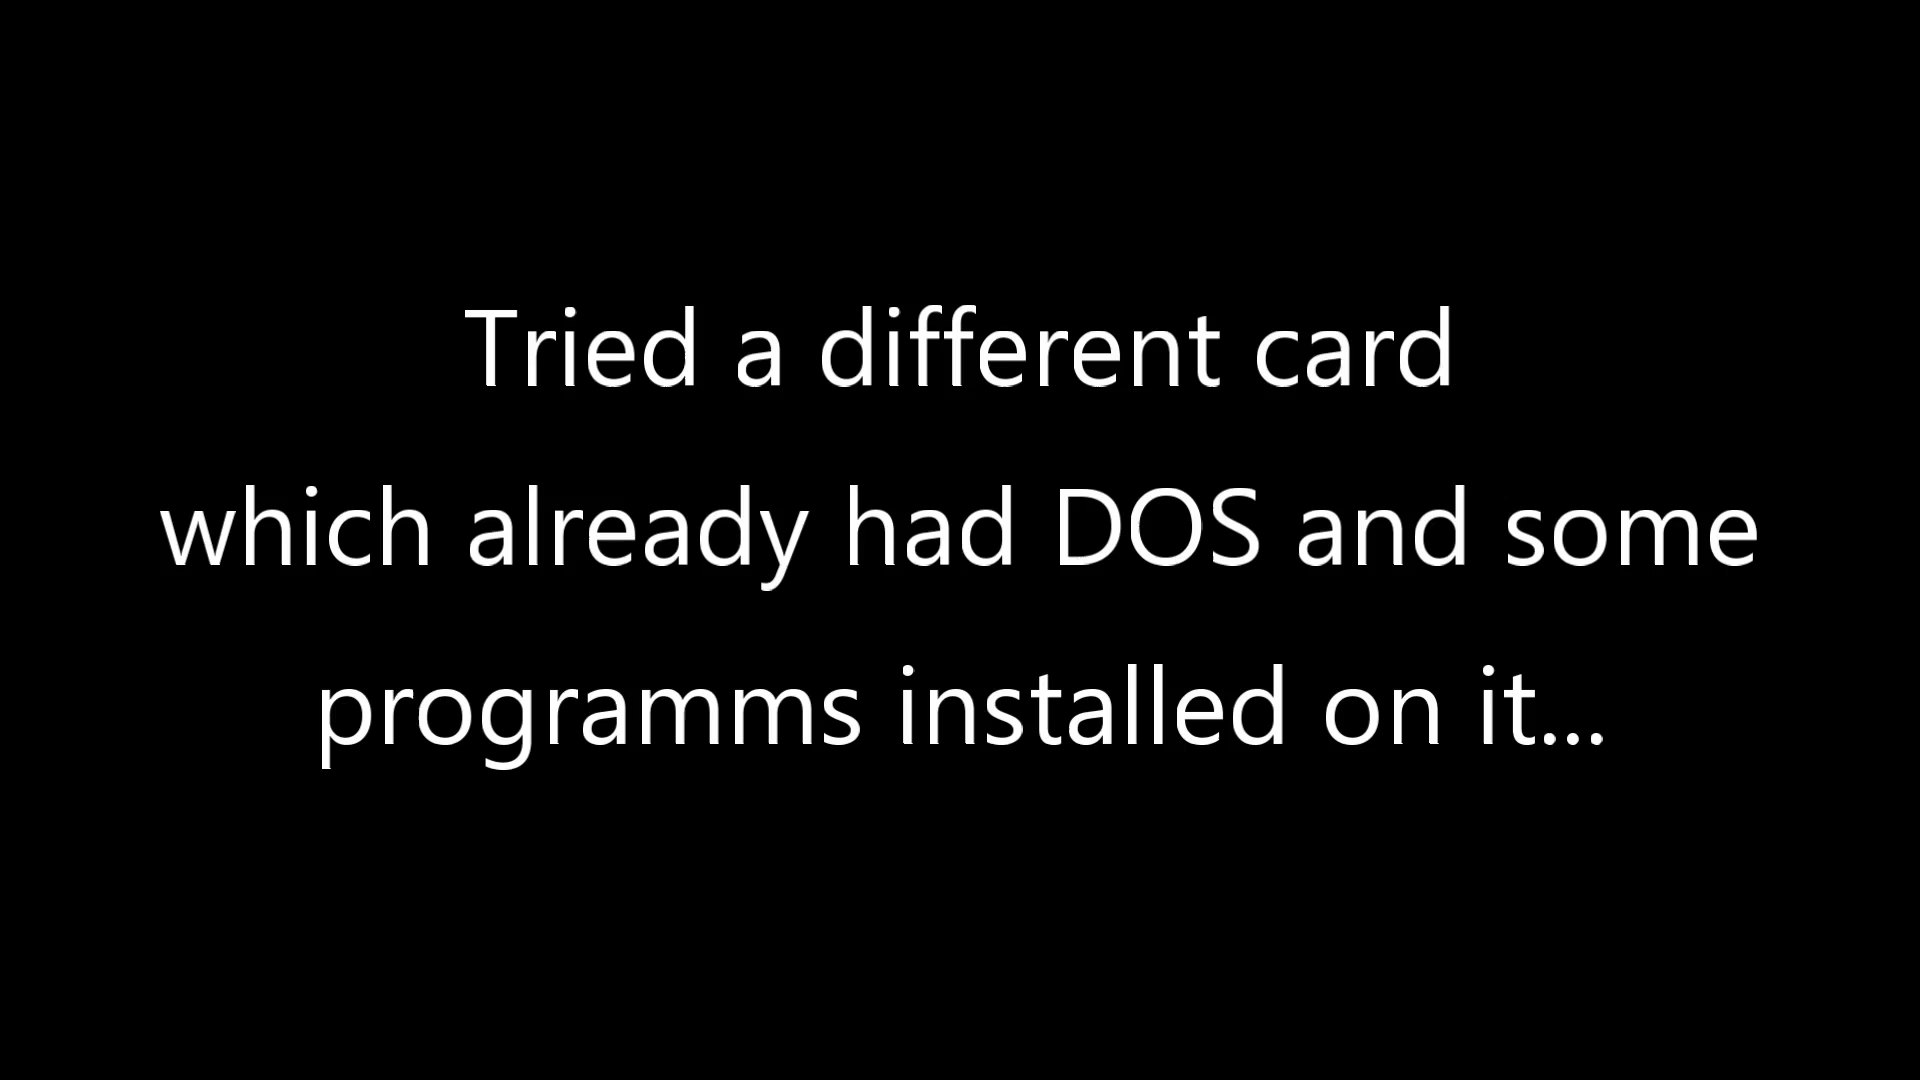 Tried a different card
which already had DOS and some
programms installed on it...